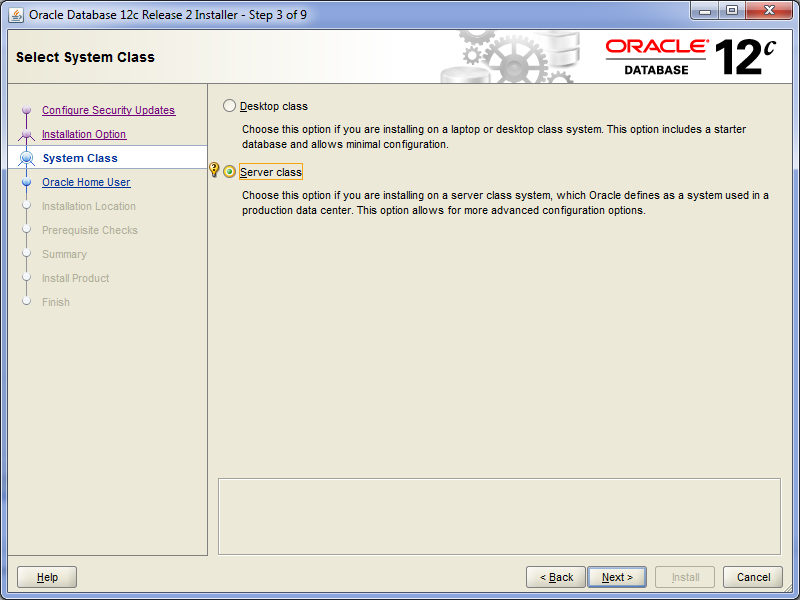 Oracle Database 12c Release 2 Installer - Step 3 of 9
Select System Class
ORACLE®
DATABASE
12c
Configure Security Updates
Installation Option
System Class
Oracle Home User
Installation Location
Prerequisite Checks
Summary
Install Product
Finish
Desktop class
Choose this option if you are installing on a laptop or desktop class system. This option includes a starter
database and allows minimal configuration.
Server class
Choose this option if you are installing on a server class system, which Oracle defines as a system used in a
production data center. This option allows for more advanced configuration options.
Help
< Back
Next >
Install
Cancel